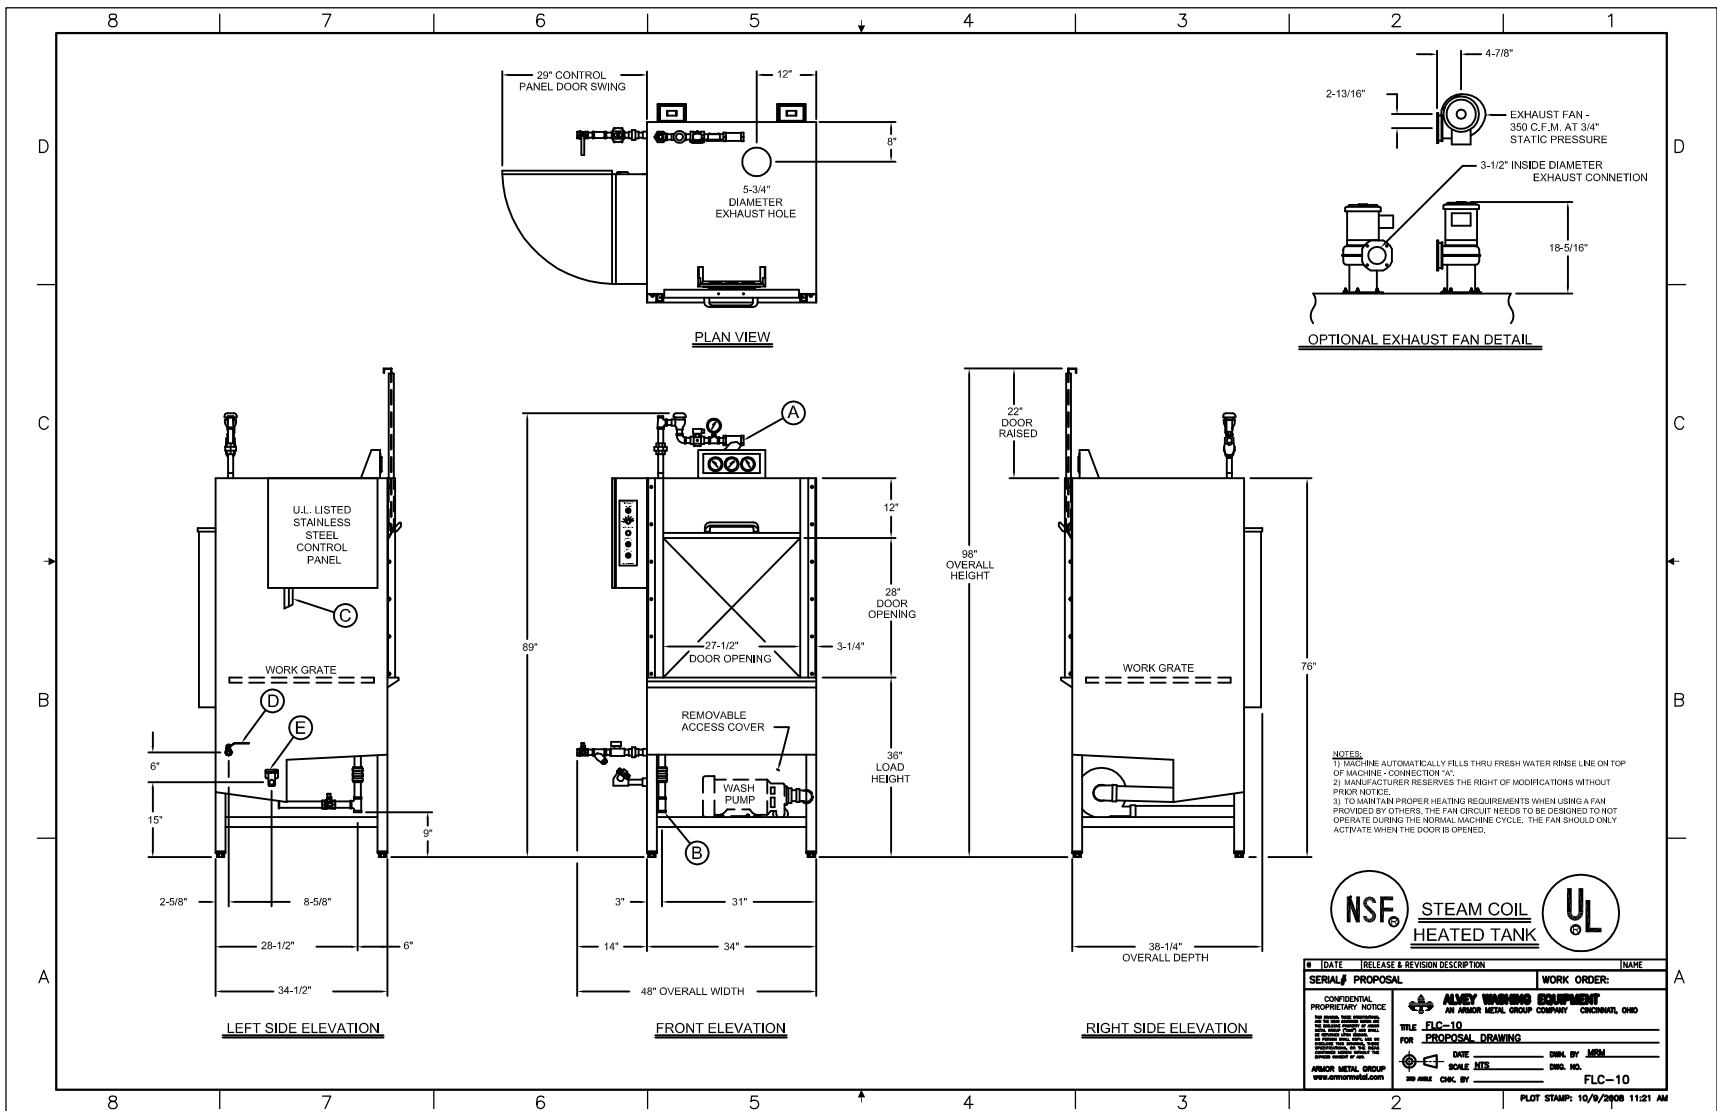 8 7 6 5 4 3 2 1
D
C
B
A
29" CONTROL
PANEL DOOR SWING
12"
8"
5-3/4"
DIAMETER
EXHAUST HOLE
PLAN VIEW
4-7/8"
2-13/16"
EXHAUST FAN -
350 C.F.M. AT 3/4"
STATIC PRESSURE
3-1/2" INSIDE DIAMETER
EXHAUST CONNETION
18-5/16"
OPTIONAL EXHAUST FAN DETAIL
U.L. LISTED
STAINLESS
STEEL
CONTROL
PANEL
C
WORK GRATE
D
E
6"
15"
9"
2-5/8"
8-5/8"
28-1/2"
6"
34-1/2"
LEFT SIDE ELEVATION
A
89"
12"
28"
DOOR
OPENING
27-1/2"
DOOR OPENING
3-1/4"
REMOVABLE
ACCESS COVER
36"
LOAD
HEIGHT
WASH
PUMP
B
3"
31"
14"
34"
48" OVERALL WIDTH
FRONT ELEVATION
22"
DOOR
RAISED
98"
OVERALL
HEIGHT
WORK GRATE
76"
38-1/4"
OVERALL DEPTH
RIGHT SIDE ELEVATION
NOTES:
1) MACHINE AUTOMATICALLY FILLS THRU FRESH WATER RINSE LINE ON TOP
OF MACHINE - CONNECTION "A".
2) MANUFACTURER RESERVES THE RIGHT OF MODIFICATIONS WITHOUT
PRIOR NOTICE.
3) TO MAINTAIN PROPER HEATING REQUIREMENTS WHEN USING A FAN
PROVIDED BY OTHERS, THE FAN CIRCUIT NEEDS TO BE DESIGNED TO NOT
OPERATE DURING THE NORMAL MACHINE CYCLE. THE FAN SHOULD ONLY
ACTIVATE WHEN THE DOOR IS OPENED.
NSF ®
STEAM COIL
HEATED TANK
UL ®
# DATE RELEASE & REVISION DESCRIPTION NAME
SERIAL# PROPOSAL WORK ORDER:
CONFIDENTIAL
PROPRIETARY NOTICE
ARMOR METAL GROUP
www.armormetal.com
ALVEY WASHING EQUIPMENT
AN ARMOR METAL GROUP COMPANY CINCINNATI, OHIO
TITLE FLC-10
FOR PROPOSAL DRAWING
DATE DWN. BY MRM
SCALE NTS DWG. NO.
3RD ANGLE CHK. BY FLC-10
PLOT STAMP: 10/9/2008 11:21 AM
D
C
B
A
8 7 6 5 4 3 2 1